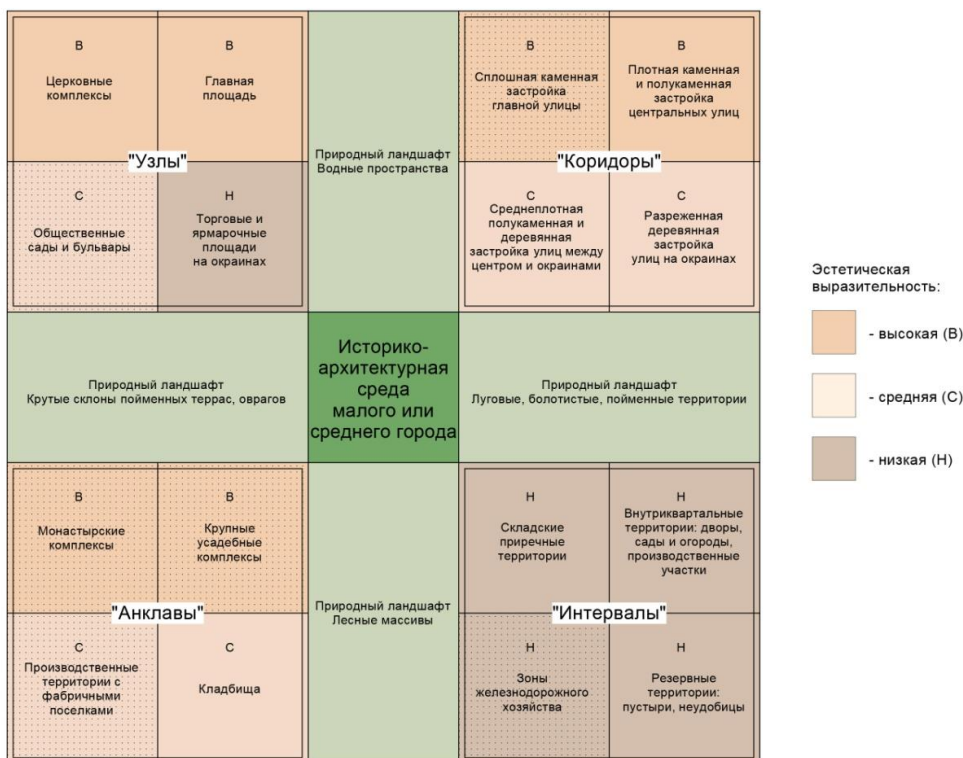 В
Церковные
комплексы
В
Главная
площадь
"Узлы"
С
Общественные
сады и бульвары
Н
Торговые и
ярмарочные
площади
на окраинах
Природный ландшафт
Водные пространства
В
Сплошная каменная
застройка
главной улицы
В
Плотная каменная
и полукаменная
застройка
центральных улиц
"Коридоры"
С
Среднеплотная
полукаменная и
деревянная
застройка улиц между
центром и окраинами
С
Разреженная
деревянная
застройка
улиц на окраинах
Природный ландшафт
Крутые склоны пойменных террас, оврагов
Историко-
архитектурная
среда
малого или
среднего города
Природный ландшафт
Луговые, болотистые, пойменные территории
В
Монастырские
комплексы
В
Крупные
усадебные
комплексы
"Анклавы"
С
Производственные
территории с
фабричными
поселками
С
Кладбища
Природный ландшафт
Лесные массивы
Н
Складские
приречные
территории
Н
Внутриквартальные
территории: дворы,
сады и огороды,
производственные
участки
"Интервалы"
Н
Зоны
железнодорожного
хозяйства
Н
Резервные
территории:
пустыри, неудобицы
Эстетическая
выразительность:
- высокая (В)
- средняя (С)
- низкая (Н)